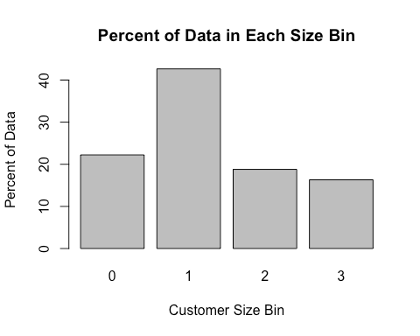 Percent of Data in Each Size Bin
Percent of Data
40
30
20
10
0
0 1 2 3
Customer Size Bin